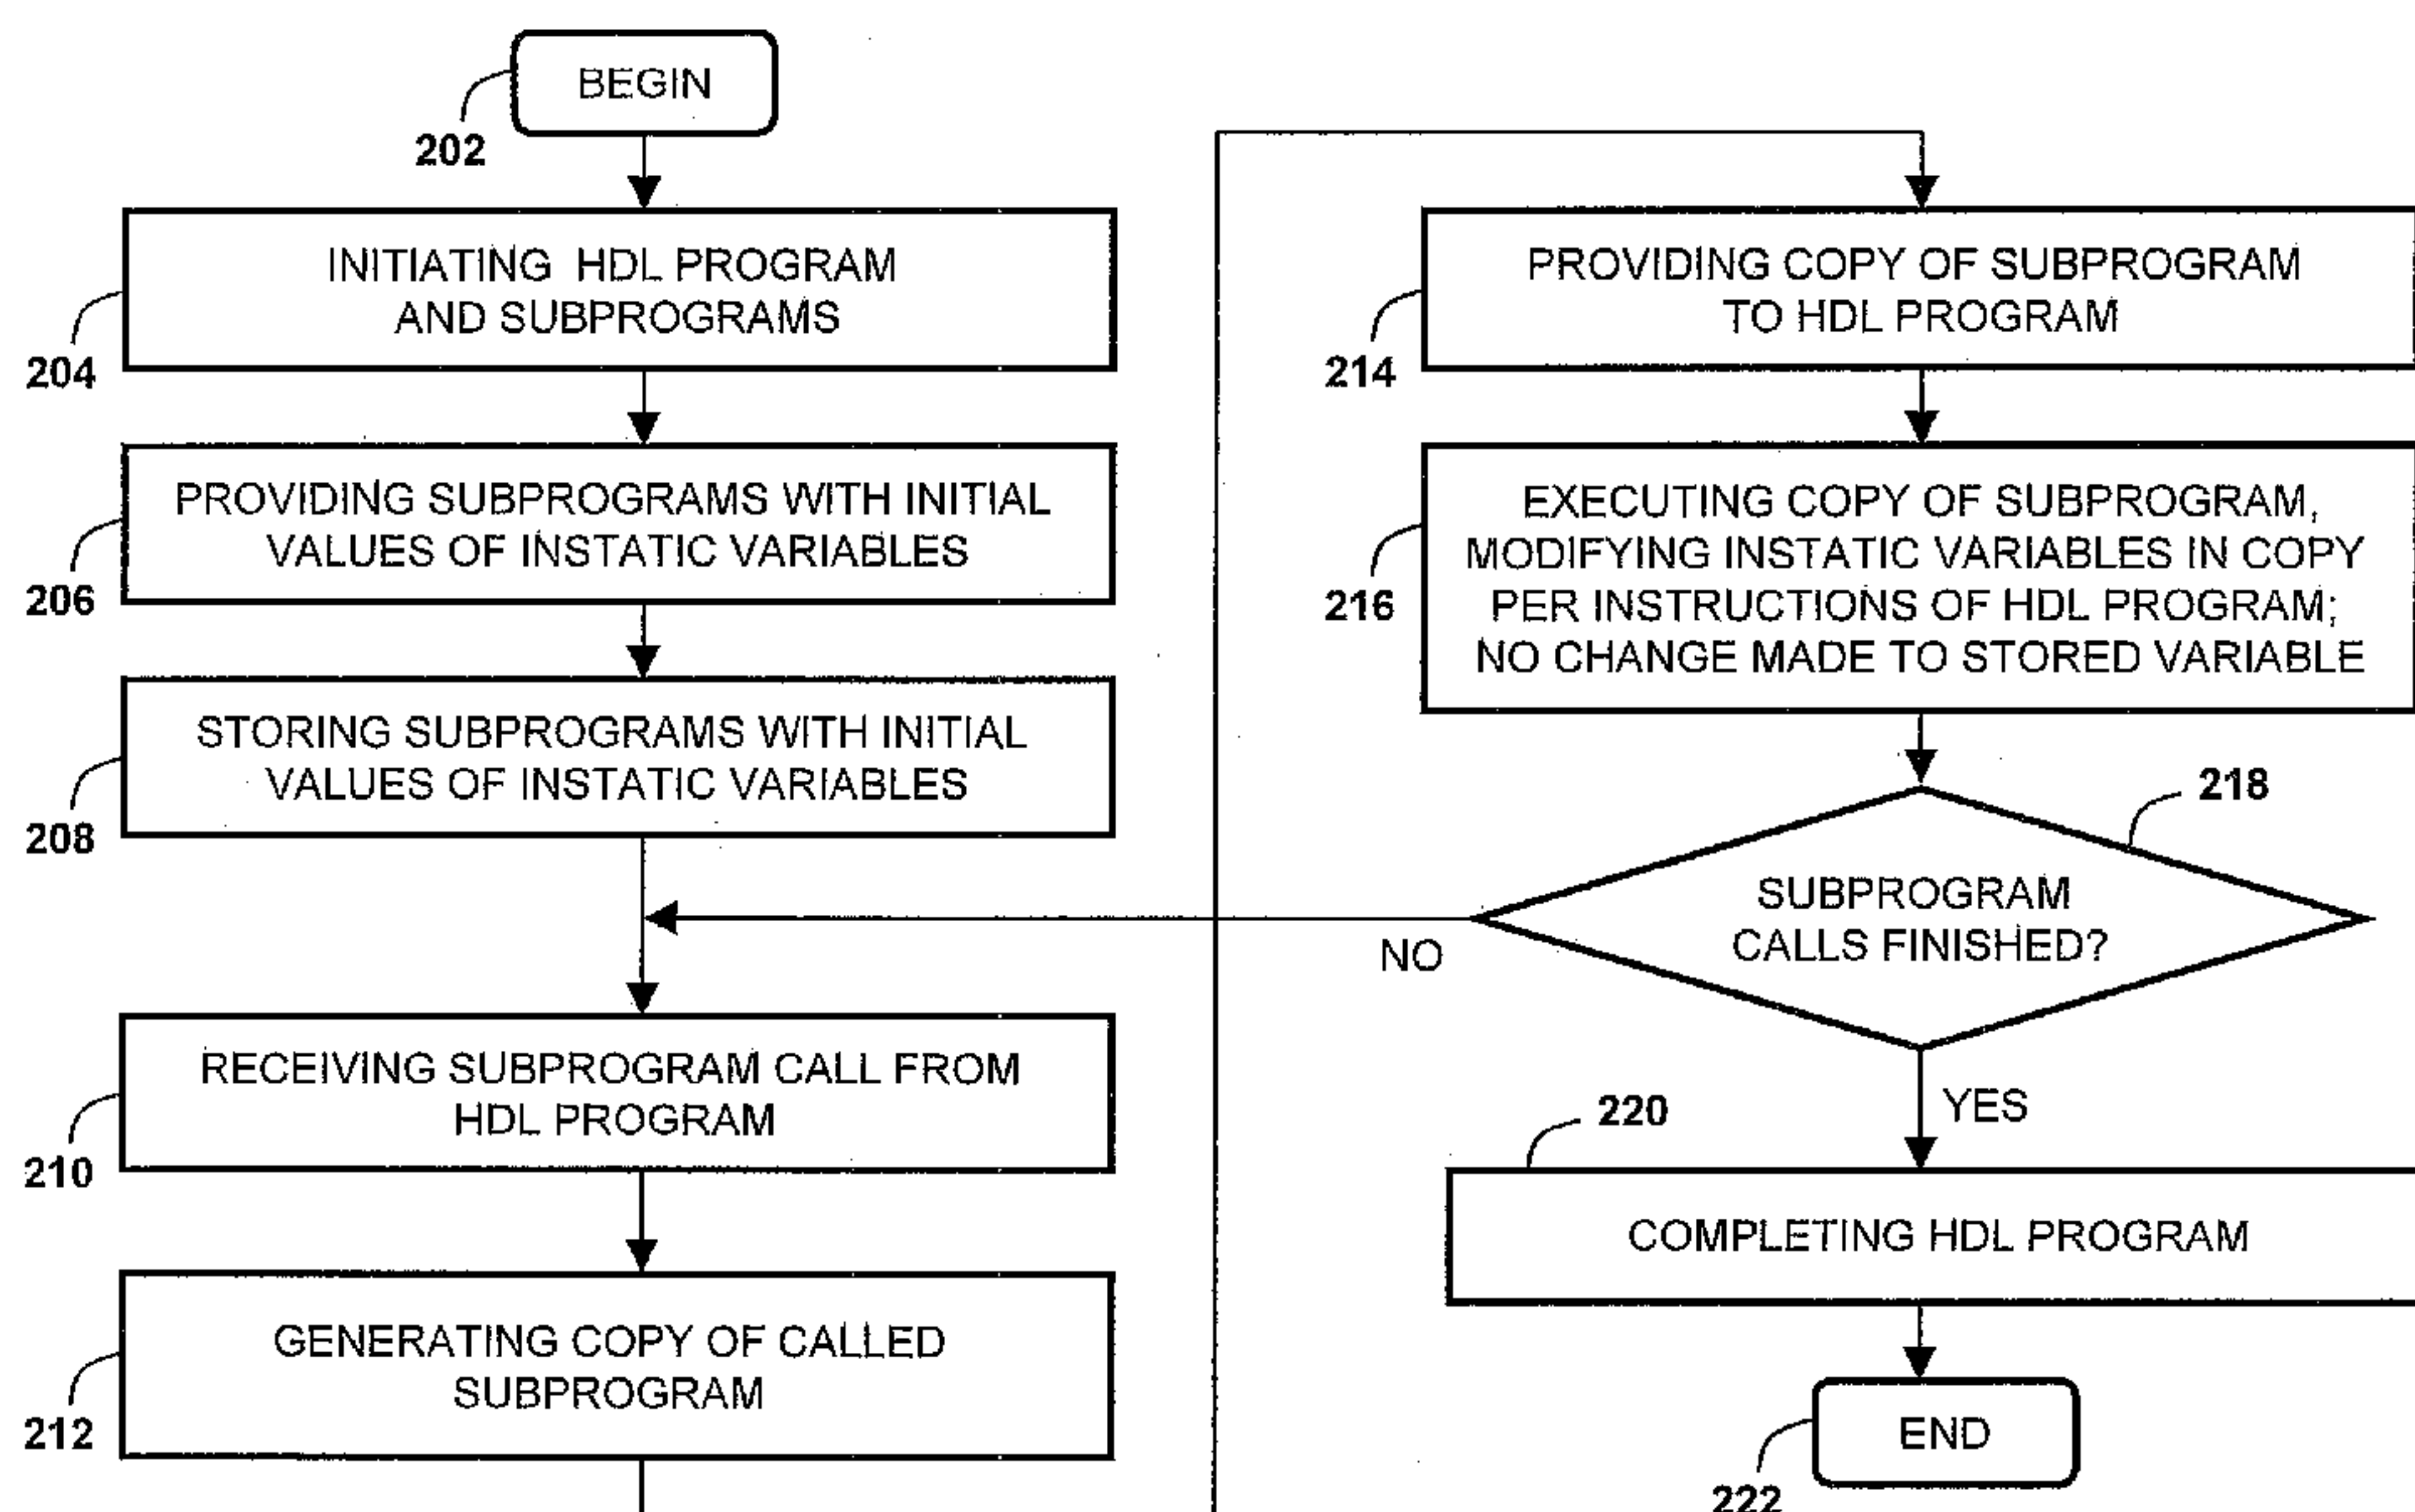 BEGIN
202
INITIATING HDL PROGRAM
AND SUBPROGRAMS
204
PROVIDING SUBPROGRAMS WITH INITIAL
VALUES OF INSTATIC VARIABLES
206
STORING SUBPROGRAMS WITH INITIAL
VALUES OF INSTATIC VARIABLES
208
RECEIVING SUBPROGRAM CALL FROM
HDL PROGRAM
210
GENERATING COPY OF CALLED
SUBPROGRAM
212
PROVIDING COPY OF SUBPROGRAM
TO HDL PROGRAM
214
EXECUTING COPY OF SUBPROGRAM,
MODIFYING INSTATIC VARIABLES IN COPY
PER INSTRUCTIONS OF HDL PROGRAM;
NO CHANGE MADE TO STORED VARIABLE
216
218
SUBPROGRAM
CALLS FINISHED?
NO
YES
220
COMPLETING HDL PROGRAM
END
222